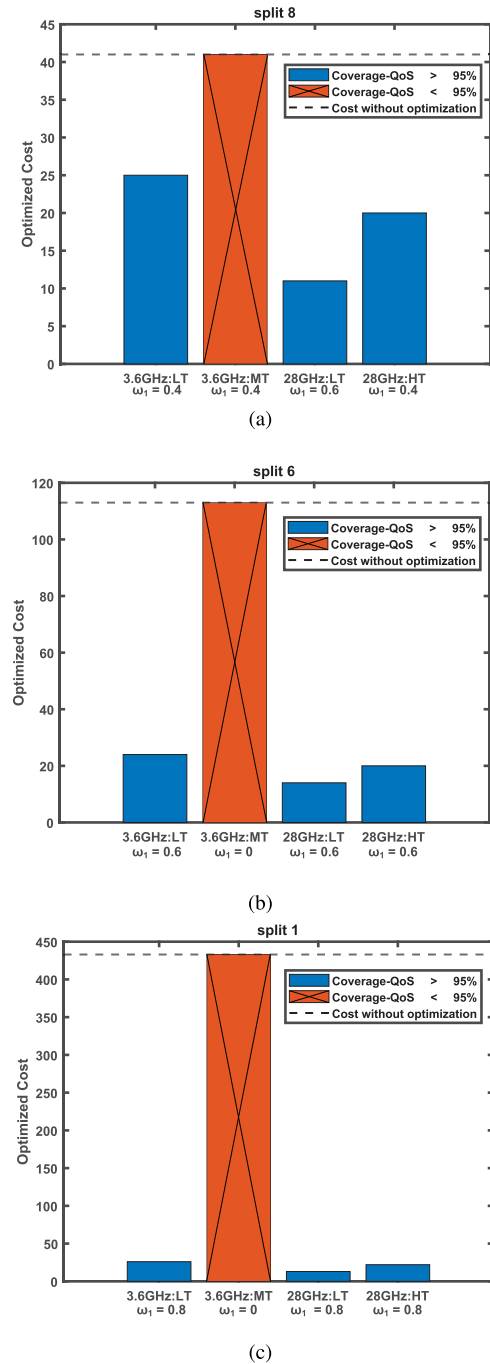 split 8
45
40
35
30
25
20
15
10
5
0
Optimized Cost
Coverage-QoS > 95%
Coverage-QoS < 95%
Cost without optimization
3.6GHz:LT 3.6GHz:MT 28GHz:LT 28GHz:HT
ω₁ = 0.4 ω₁ = 0.4 ω₁ = 0.6 ω₁ = 0.4
(a)
split 6
120
100
80
60
40
20
0
Optimized Cost
Coverage-QoS > 95%
Coverage-QoS < 95%
Cost without optimization
3.6GHz:LT 3.6GHz:MT 28GHz:LT 28GHz:HT
ω₁ = 0.6 ω₁ = 0 ω₁ = 0.6 ω₁ = 0.6
(b)
split 1
450
400
350
300
250
200
150
100
50
0
Optimized Cost
Coverage-QoS > 95%
Coverage-QoS < 95%
Cost without optimization
3.6GHz:LT 3.6GHz:MT 28GHz:LT 28GHz:HT
ω₁ = 0.8 ω₁ = 0 ω₁ = 0.8 ω₁ = 0.8
(c)